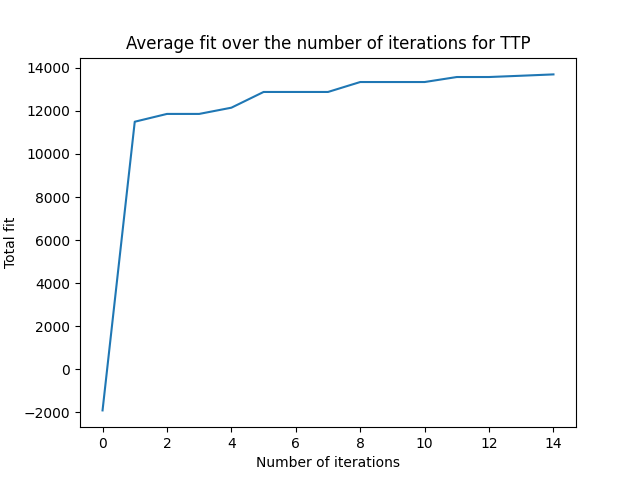 Average fit over the number of iterations for TTP
14000
12000
10000
8000
6000
4000
2000
0
−2000
Total fit
0 2 4 6 8 10 12 14
Number of iterations